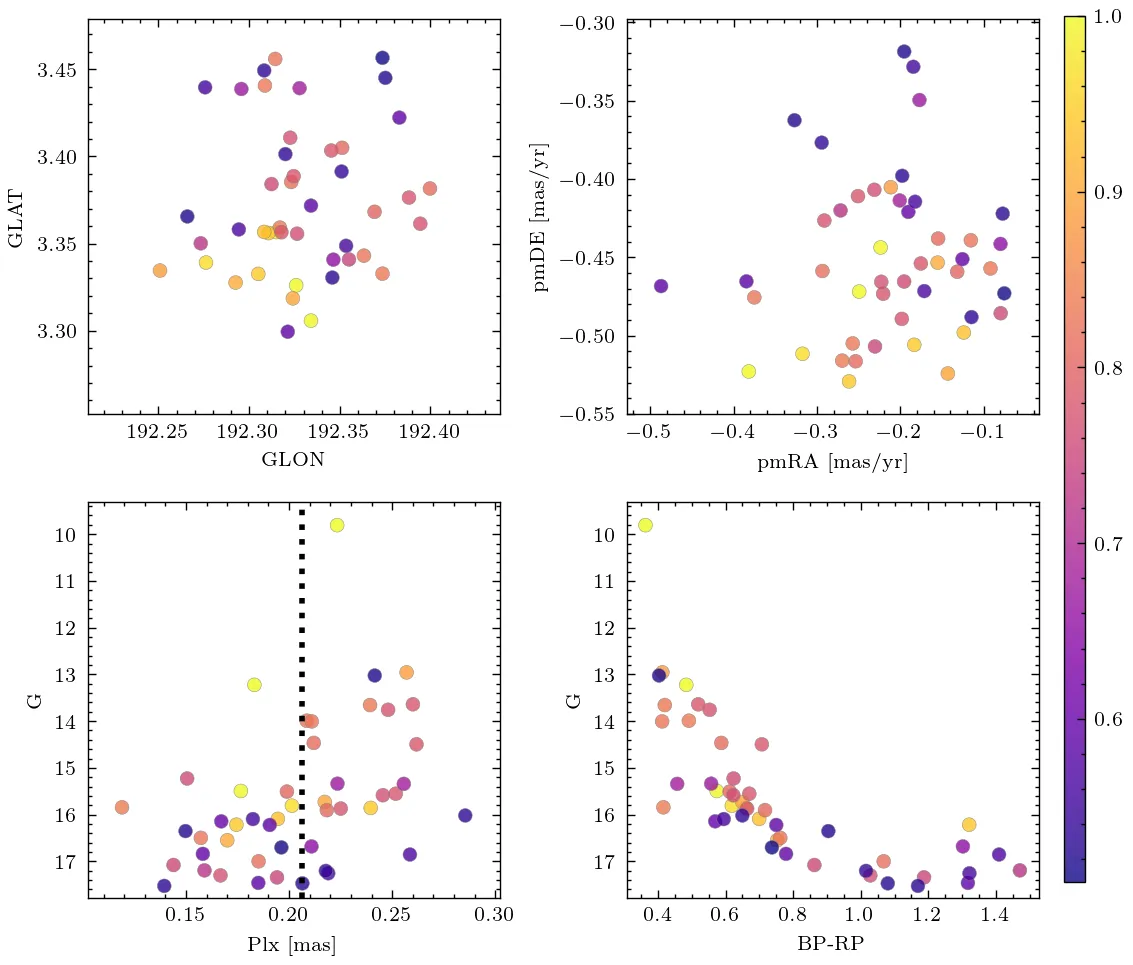 3.45
3.40
3.35
3.30
GLAT
192.25 192.30 192.35 192.40
GLON
−0.30
−0.35
−0.40
−0.45
−0.50
−0.55
pmDE [mas/yr]
−0.5 −0.4 −0.3 −0.2 −0.1
pmRA [mas/yr]
1.0
0.9
0.8
0.7
0.6
10
11
12
13
14
15
16
17
G
0.15 0.20 0.25 0.30
Plx [mas]
10
11
12
13
14
15
16
17
G
0.4 0.6 0.8 1.0 1.2 1.4
BP-RP